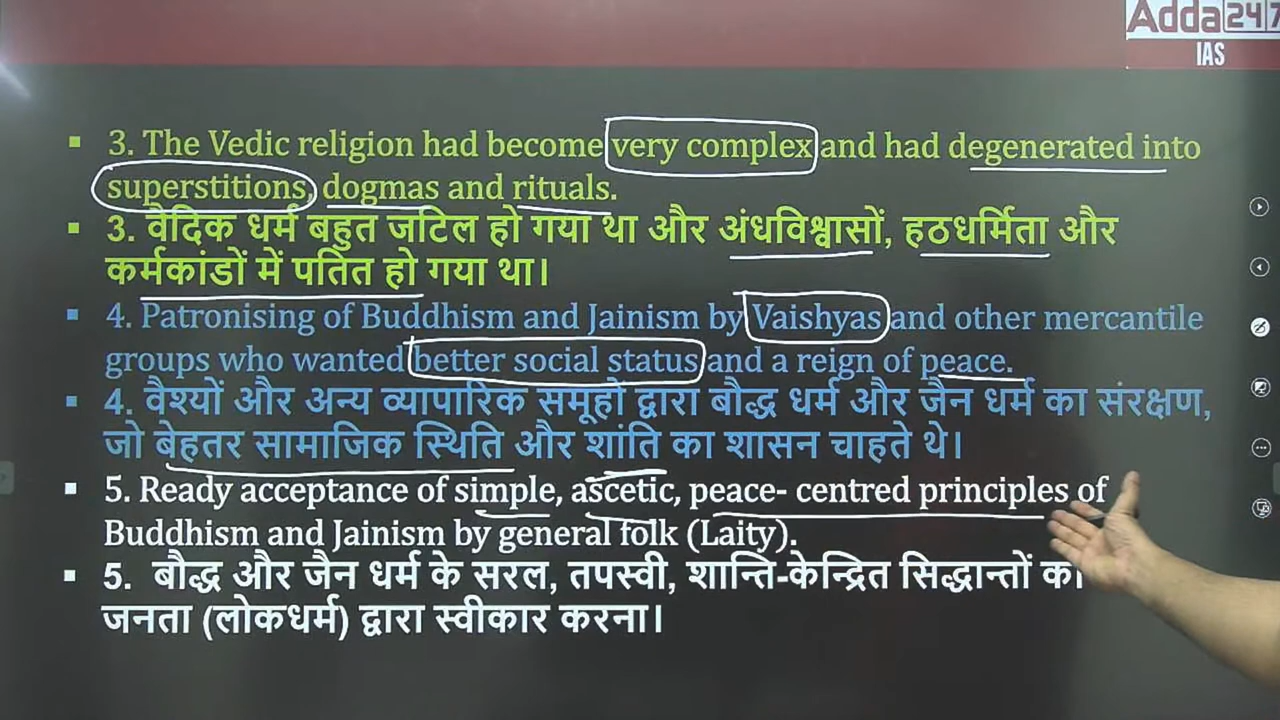 Adda247
IAS
▪ 3. The Vedic religion had become very complex and had degenerated into
superstitions, dogmas and rituals.
▪ 3. वैदिक धर्म बहुत जटिल हो गया था और अंधविश्वासों, हठधर्मिता और
कर्मकांडों में पतित हो गया था।
▪ 4. Patronising of Buddhism and Jainism by Vaishyas and other mercantile
groups who wanted better social status and a reign of peace.
▪ 4. वैश्यों और अन्य व्यापारिक समूहों द्वारा बौद्ध धर्म और जैन धर्म का संरक्षण,
जो बेहतर सामाजिक स्थिति और शांति का शासन चाहते थे।
▪ 5. Ready acceptance of simple, ascetic, peace- centred principles of
Buddhism and Jainism by general folk (Laity).
▪ 5. बौद्ध और जैन धर्म के सरल, तपस्वी, शान्ति-केन्द्रित सिद्धान्तों का
जनता (लोकधर्म) द्वारा स्वीकार करना।